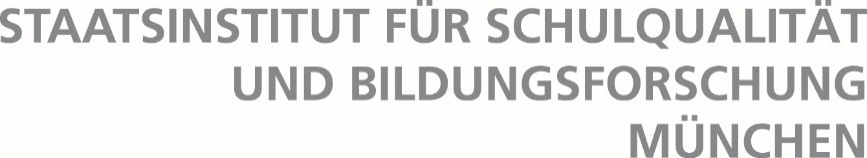 STAATSINSTITUT FÜR SCHULQUALITÄT
UND BILDUNGSFORSCHUNG
MÜNCHEN